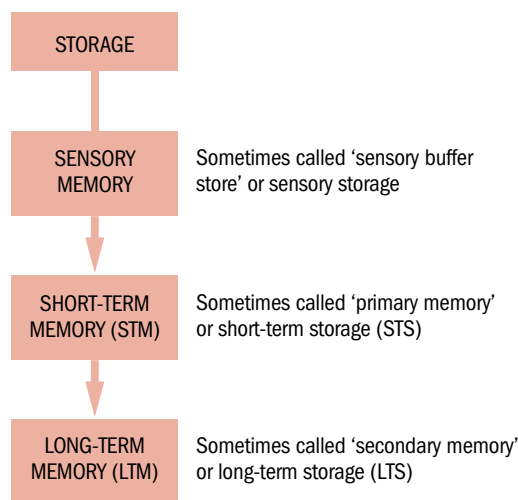 STORAGE
SENSORY
MEMORY
Sometimes called ‘sensory buffer
store’ or sensory storage
SHORT-TERM
MEMORY (STM)
Sometimes called ‘primary memory’
or short-term storage (STS)
LONG-TERM
MEMORY (LTM)
Sometimes called ‘secondary memory’
or long-term storage (LTS)